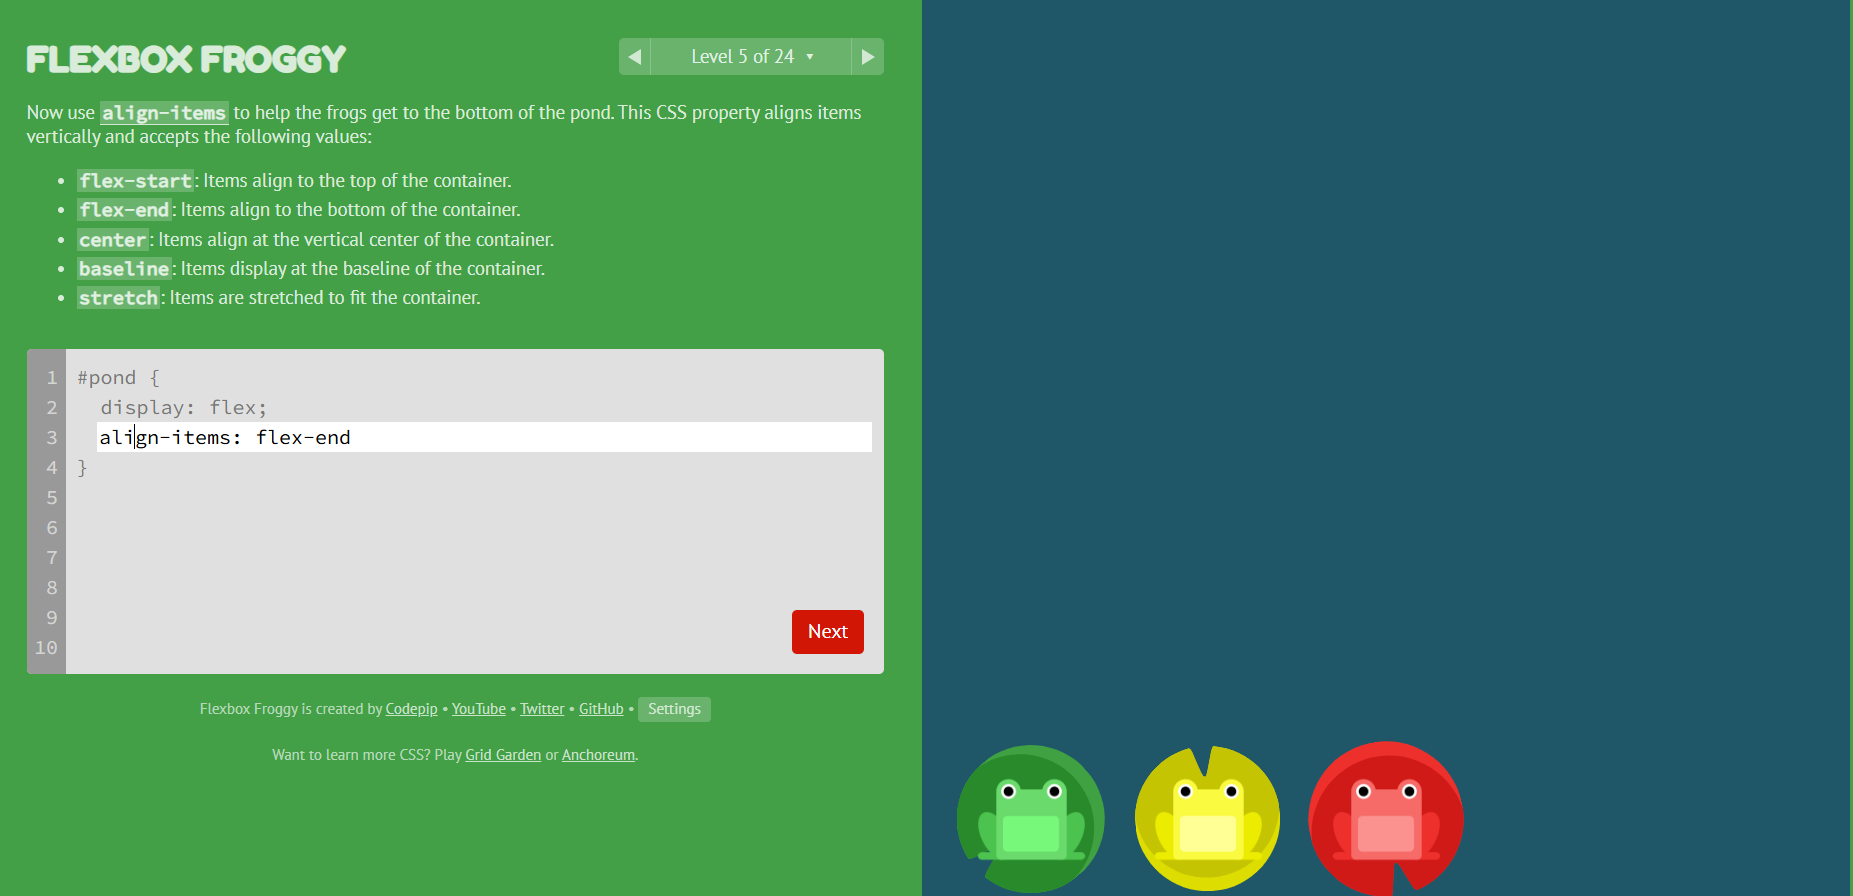 FLEXBOX FROGGY
Level 5 of 24 ▼
Now use align-items to help the frogs get to the bottom of the pond. This CSS property aligns items
vertically and accepts the following values:
• flex-start: Items align to the top of the container.
• flex-end: Items align to the bottom of the container.
• center: Items align at the vertical center of the container.
• baseline: Items display at the baseline of the container.
• stretch: Items are stretched to fit the container.
1 #pond {
2 display: flex;
3 align-items: flex-end
4 }
5
6
7
8
9
10
Next
Flexbox Froggy is created by Codepip • YouTube • Twitter • GitHub • Settings
Want to learn more CSS? Play Grid Garden or Anchoreum.